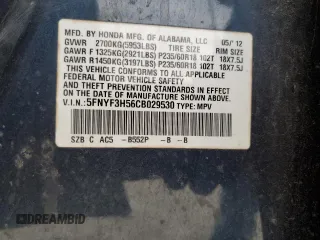 MFD. BY HONDA MFG. OF ALABAMA, LLC 05/12
GVWR 2700KG(5953LBS) TIRE SIZE RIM SIZE
GAWR F 1325KG(2921LBS) P235/60R18 102T 18X7.5J
GAWR R 1450KG(3197LBS) P235/60R18 102T 18X7.5J
THIS VEHICLE CONFORMS TO ALL APPLICABLE
FEDERAL MOTOR VEHICLE SAFETY AND THEFT
PREVENTION STANDARDS IN EFFECT ON THE
DATE OF MANUFACTURE SHOWN ABOVE.
V.I.N: 5FNYF3H56CB029530 TYPE: MPV
SZB C AC5 -B552P -B -B
DREAMBID